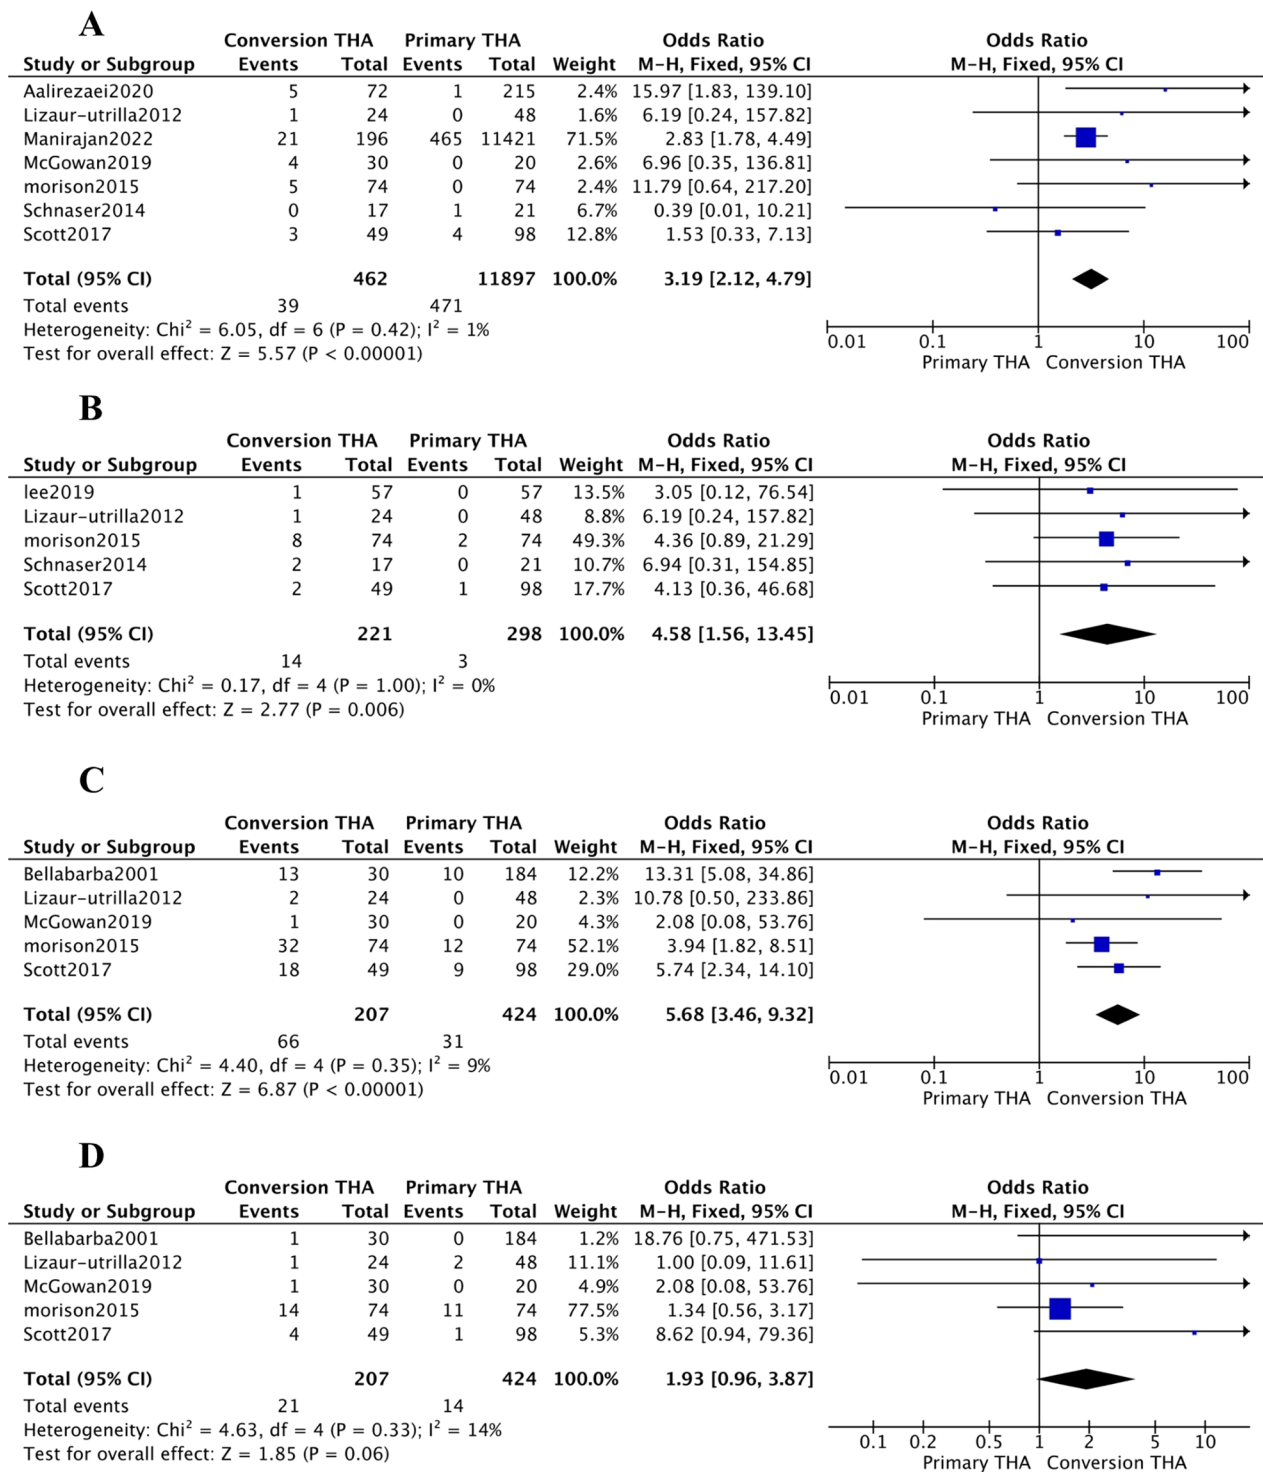 A
Conversion THA Primary THA Odds Ratio Odds Ratio
Study or Subgroup Events Total Events Total Weight M-H, Fixed, 95% CI M-H, Fixed, 95% CI
Aalirezaei2020 5 72 1 215 2.4% 15.97 [1.83, 139.10]
Lizaur-utrilla2012 1 24 0 48 1.6% 6.19 [0.24, 157.82]
Manirajan2022 21 196 465 11421 71.5% 2.83 [1.78, 4.49]
McGowan2019 4 30 0 20 2.6% 6.96 [0.35, 136.81]
morison2015 5 74 0 74 2.4% 11.79 [0.64, 217.20]
Schnaser2014 0 17 1 21 6.7% 0.39 [0.01, 10.21]
Scott2017 3 49 4 98 12.8% 1.53 [0.33, 7.13]
Total (95% CI) 462 11897 100.0% 3.19 [2.12, 4.79]
Total events 39 471
Heterogeneity: Chi² = 6.05, df = 6 (P = 0.42); I² = 1%
Test for overall effect: Z = 5.57 (P < 0.00001)
0.01 0.1 1 10 100
Primary THA Conversion THA
B
Conversion THA Primary THA Odds Ratio Odds Ratio
Study or Subgroup Events Total Events Total Weight M-H, Fixed, 95% CI M-H, Fixed, 95% CI
lee2019 1 57 0 57 13.5% 3.05 [0.12, 76.54]
Lizaur-utrilla2012 1 24 0 48 8.8% 6.19 [0.24, 157.82]
morison2015 8 74 2 74 49.3% 4.36 [0.89, 21.29]
Schnaser2014 2 17 0 21 10.7% 6.94 [0.31, 154.85]
Scott2017 2 49 1 98 17.7% 4.13 [0.36, 46.68]
Total (95% CI) 221 298 100.0% 4.58 [1.56, 13.45]
Total events 14 3
Heterogeneity: Chi² = 0.17, df = 4 (P = 1.00); I² = 0%
Test for overall effect: Z = 2.77 (P = 0.006)
0.01 0.1 1 10 100
Primary THA Conversion THA
C
Conversion THA Primary THA Odds Ratio Odds Ratio
Study or Subgroup Events Total Events Total Weight M-H, Fixed, 95% CI M-H, Fixed, 95% CI
Bellabarba2001 13 30 10 184 12.2% 13.31 [5.08, 34.86]
Lizaur-utrilla2012 2 24 0 48 2.3% 10.78 [0.50, 233.86]
McGowan2019 1 30 0 20 4.3% 2.08 [0.08, 53.76]
morison2015 32 74 12 74 52.1% 3.94 [1.82, 8.51]
Scott2017 18 49 9 98 29.0% 5.74 [2.34, 14.10]
Total (95% CI) 207 424 100.0% 5.68 [3.46, 9.32]
Total events 66 31
Heterogeneity: Chi² = 4.40, df = 4 (P = 0.35); I² = 9%
Test for overall effect: Z = 6.87 (P < 0.00001)
0.01 0.1 1 10 100
Primary THA Conversion THA
D
Conversion THA Primary THA Odds Ratio Odds Ratio
Study or Subgroup Events Total Events Total Weight M-H, Fixed, 95% CI M-H, Fixed, 95% CI
Bellabarba2001 1 30 0 184 1.2% 18.76 [0.75, 471.53]
Lizaur-utrilla2012 1 24 2 48 11.1% 1.00 [0.09, 11.61]
McGowan2019 1 30 0 20 4.9% 2.08 [0.08, 53.76]
morison2015 14 74 11 74 77.5% 1.34 [0.56, 3.17]
Scott2017 4 49 1 98 5.3% 8.62 [0.94, 79.36]
Total (95% CI) 207 424 100.0% 1.93 [0.96, 3.87]
Total events 21 14
Heterogeneity: Chi² = 4.63, df = 4 (P = 0.33); I² = 14%
Test for overall effect: Z = 1.85 (P = 0.06)
0.1 0.2 0.5 1 2 5 10
Primary THA Conversion THA